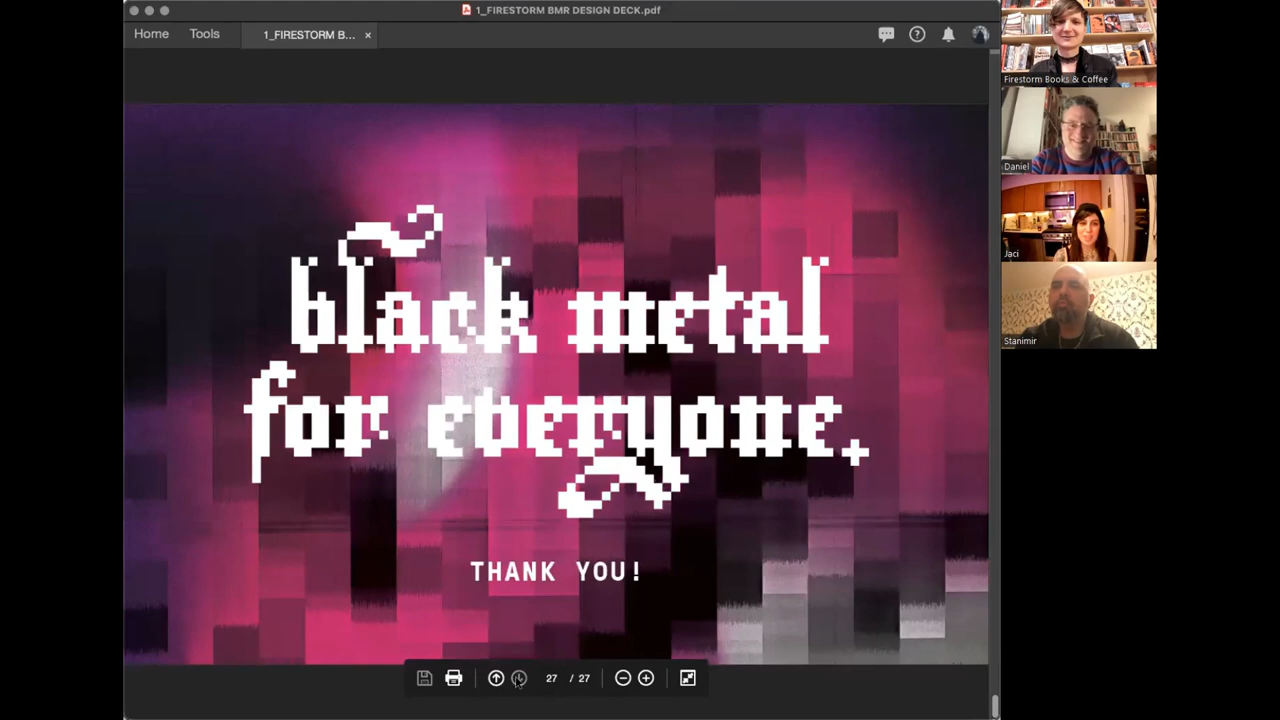 1_FIRESTORM BMR DESIGN DECK.pdf
Home Tools 1_FIRESTORM B... ×
black metal
for everyone.
THANK YOU!
27 / 27
Firestorm Books & Coffee
Daniel
Jaci
Stanimir